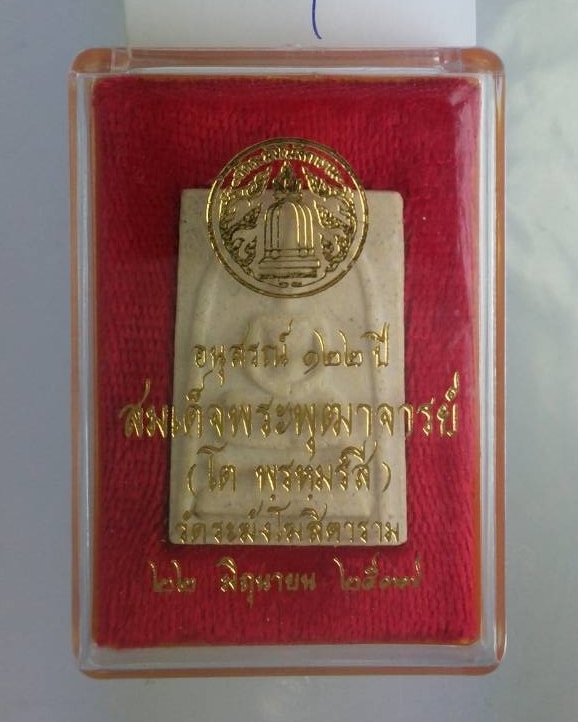 อนุสรณ์ ๑๒๒ ปี
สมเด็จพระพุฒาจารย์
(โต พฺรหฺมรํสี)
วัดระฆังโฆสิตาราม
๒๒ มิถุนายน ๒๕๓๗